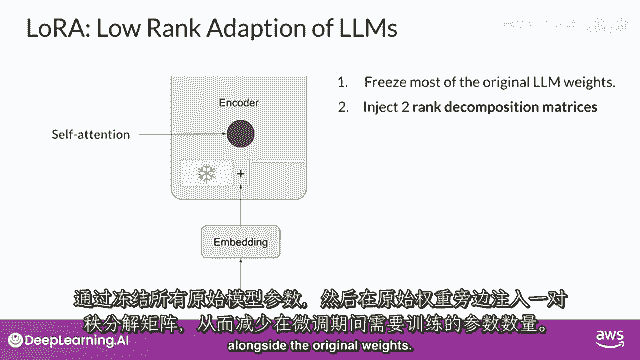 LoRA: Low Rank Adaption of LLMs
1. Freeze most of the original LLM weights.
2. Inject 2 rank decomposition matrices
Encoder
Self-attention
+
Embedding
通过冻结所有原始模型参数，然后在原始权重旁边注入一对
秩分解矩阵，从而减少在微调期间需要训练的参数数量。
alongside the original weights.
DeepLearning.AI
aws